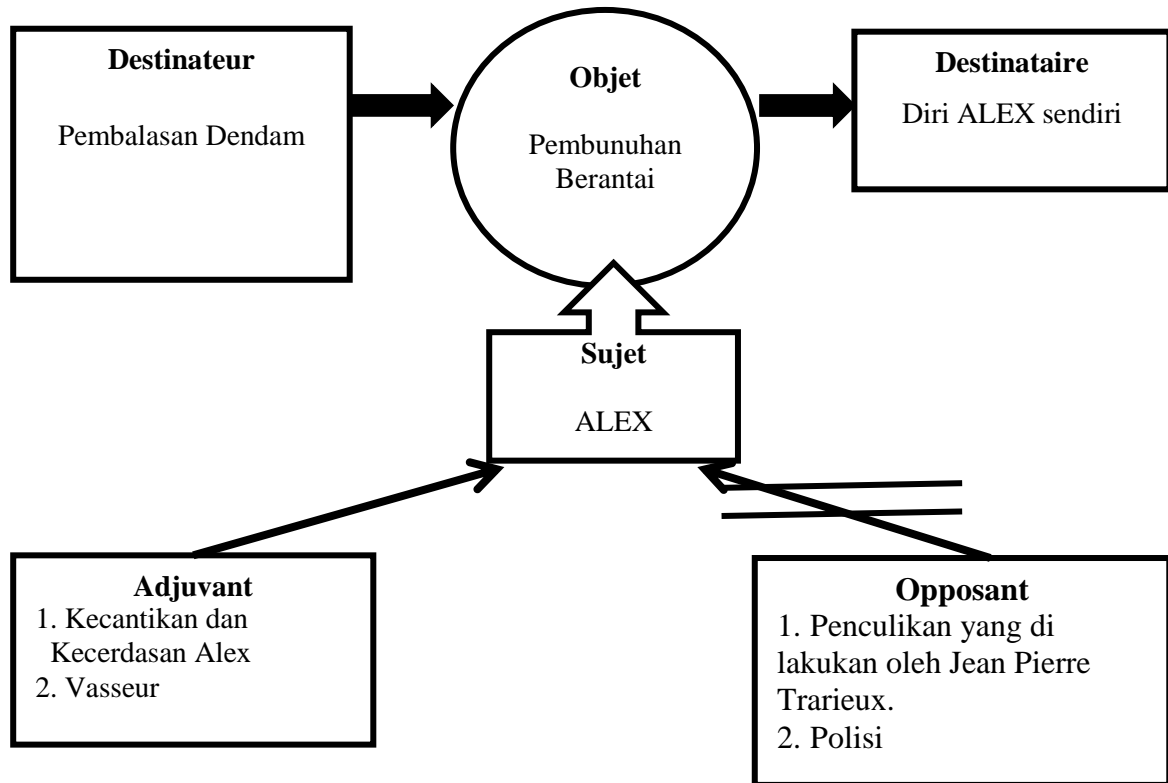 Destinateur
Pembalasan Dendam
Objet
Pembunuhan
Berantai
Destinataire
Diri ALEX sendiri
Sujet
ALEX
Adjuvant
1. Kecantikan dan
Kecerdasan Alex
2. Vasseur
Opposant
1. Penculikan yang di
lakukan oleh Jean Pierre
Trarieux.
2. Polisi